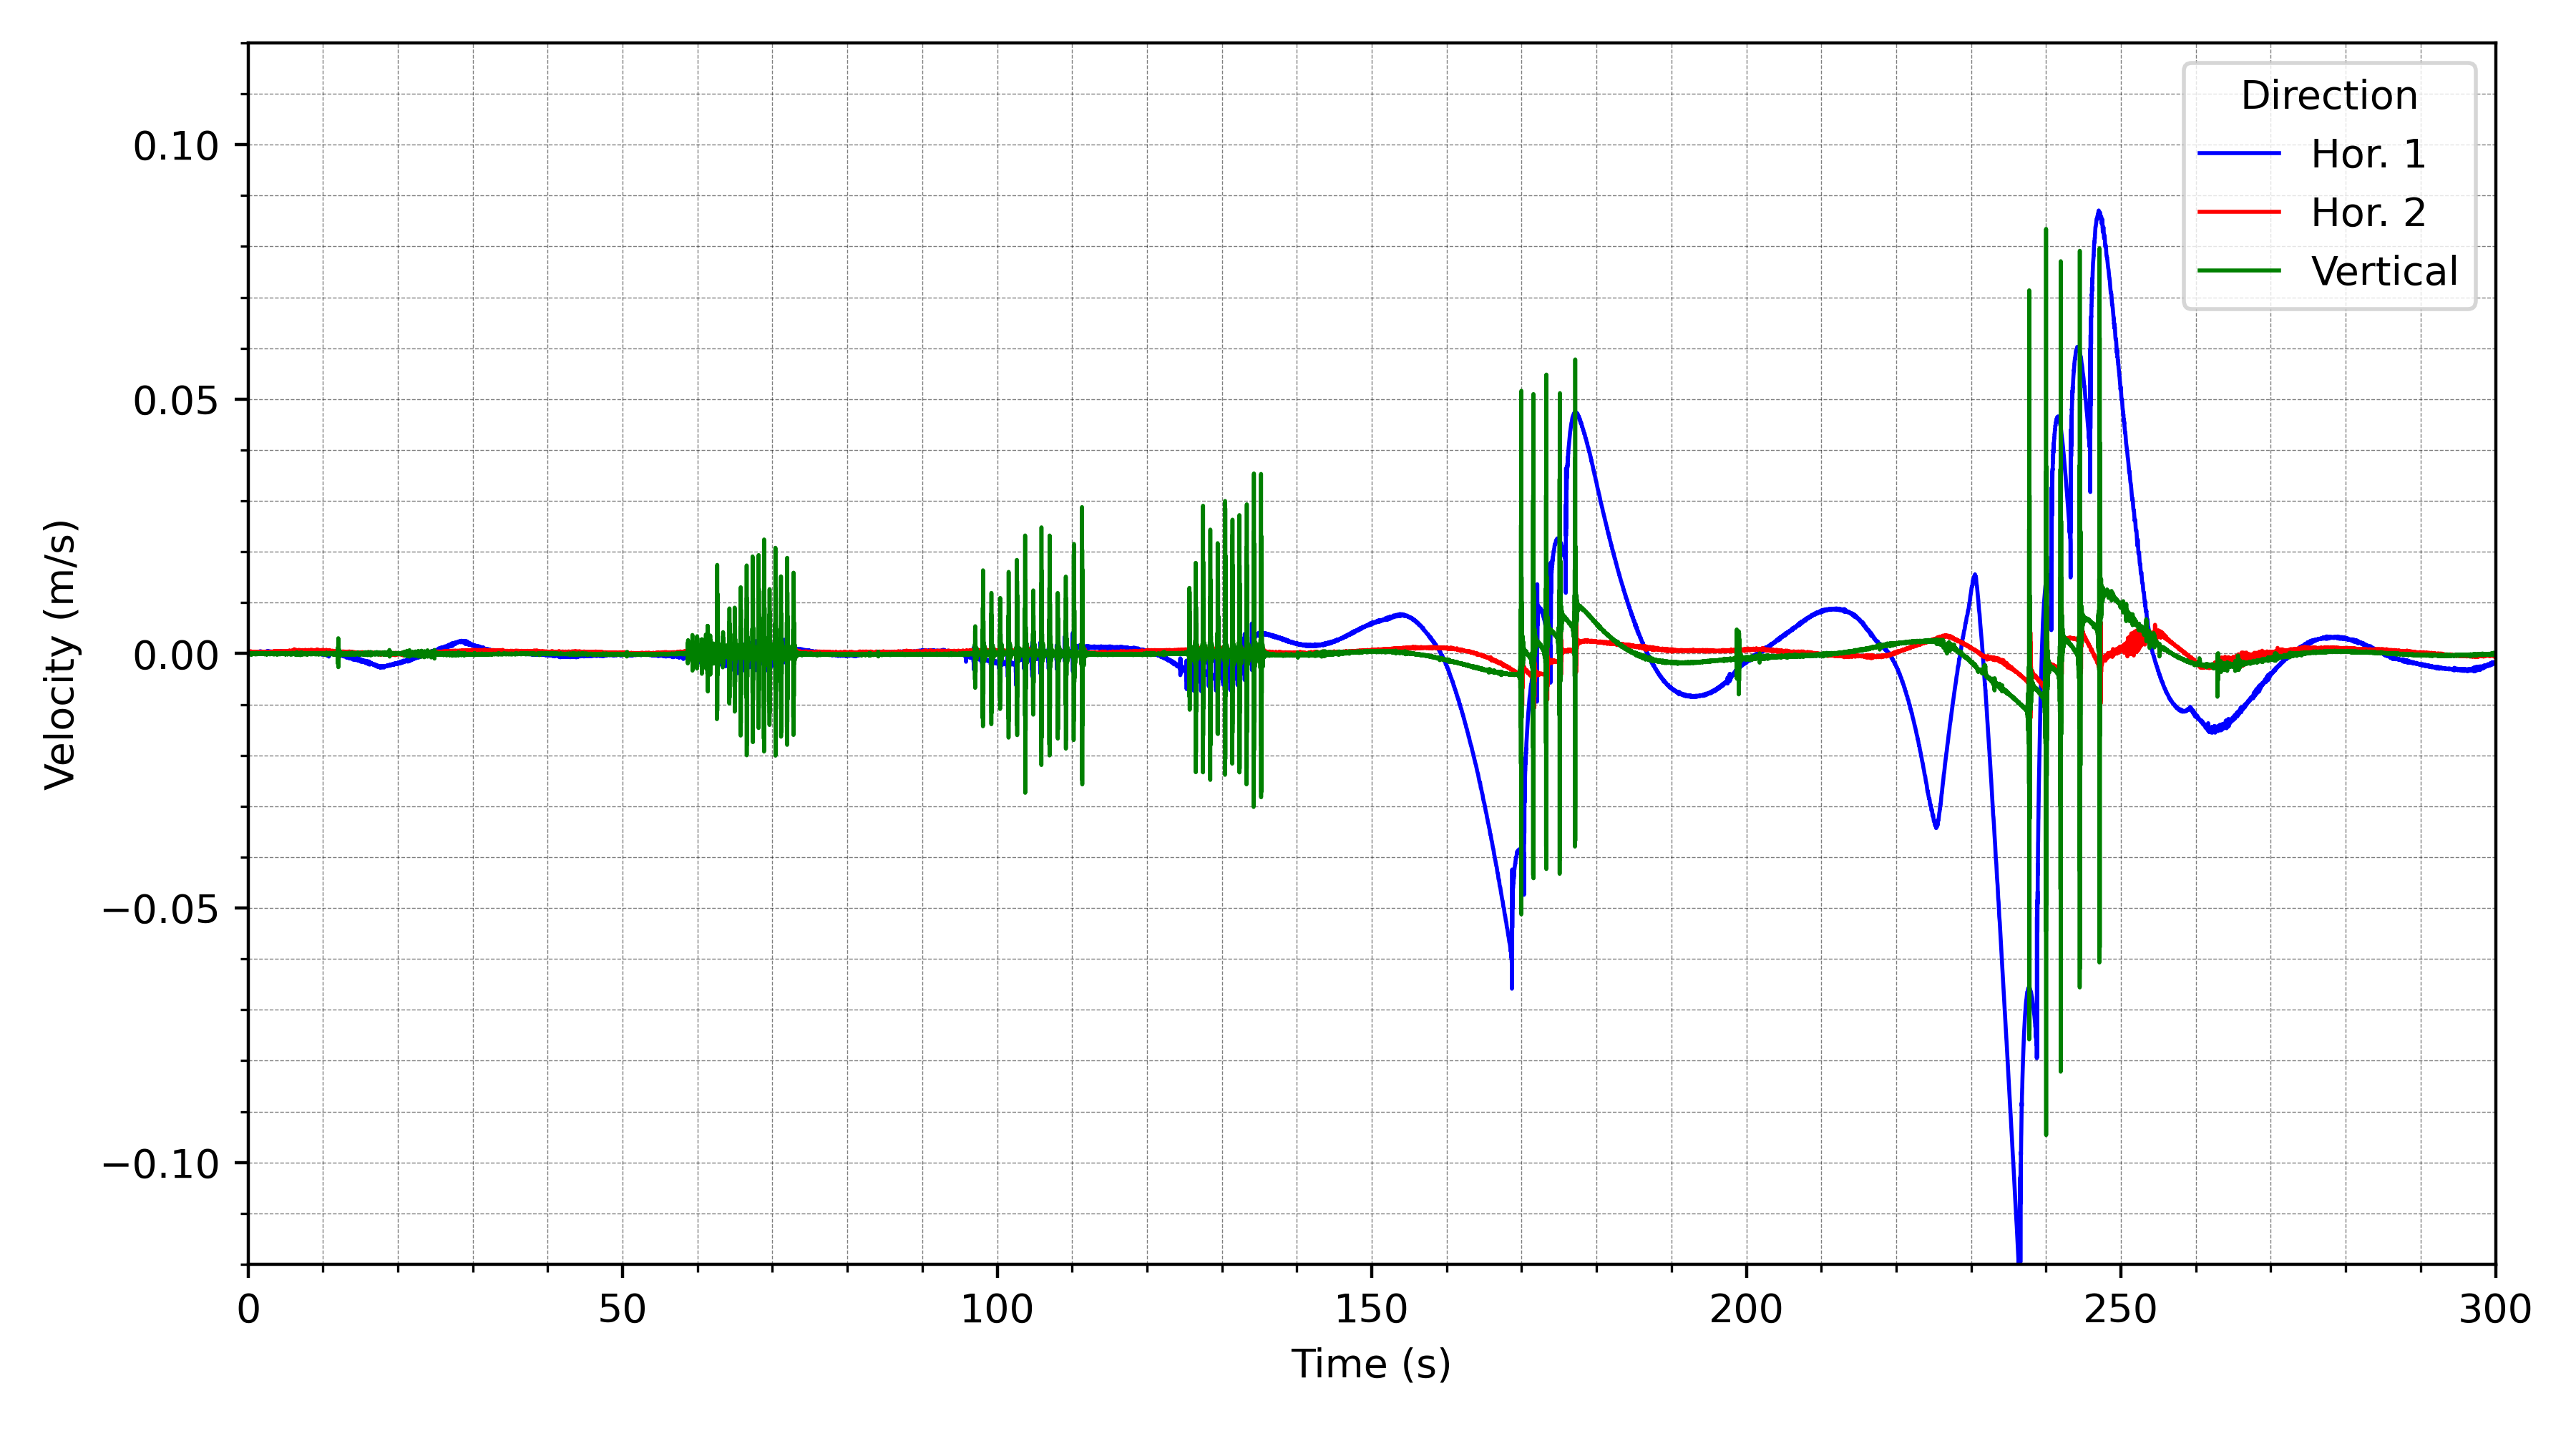 Direction
Hor. 1
Hor. 2
Vertical
0.10
0.05
0.00
−0.05
−0.10
Velocity (m/s)
0 50 100 150 200 250 300
Time (s)